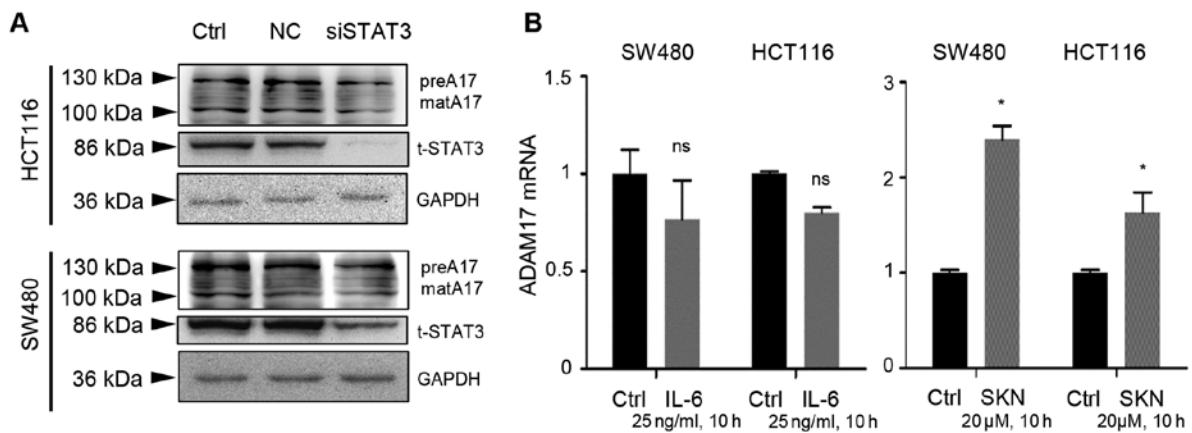 A
Ctrl NC siSTAT3
HCT116
130 kDa
preA17
matA17
100 kDa
86 kDa
t-STAT3
36 kDa
GAPDH
SW480
130 kDa
preA17
matA17
100 kDa
86 kDa
t-STAT3
36 kDa
GAPDH
B
SW480 HCT116
ADAM17 mRNA
1.5
1
0.5
0
ns
ns
Ctrl IL-6
25 ng/ml, 10 h
Ctrl IL-6
25 ng/ml, 10 h
SW480 HCT116
3
2
1
0
*
*
Ctrl SKN
20µM, 10h
Ctrl SKN
20µM, 10 h